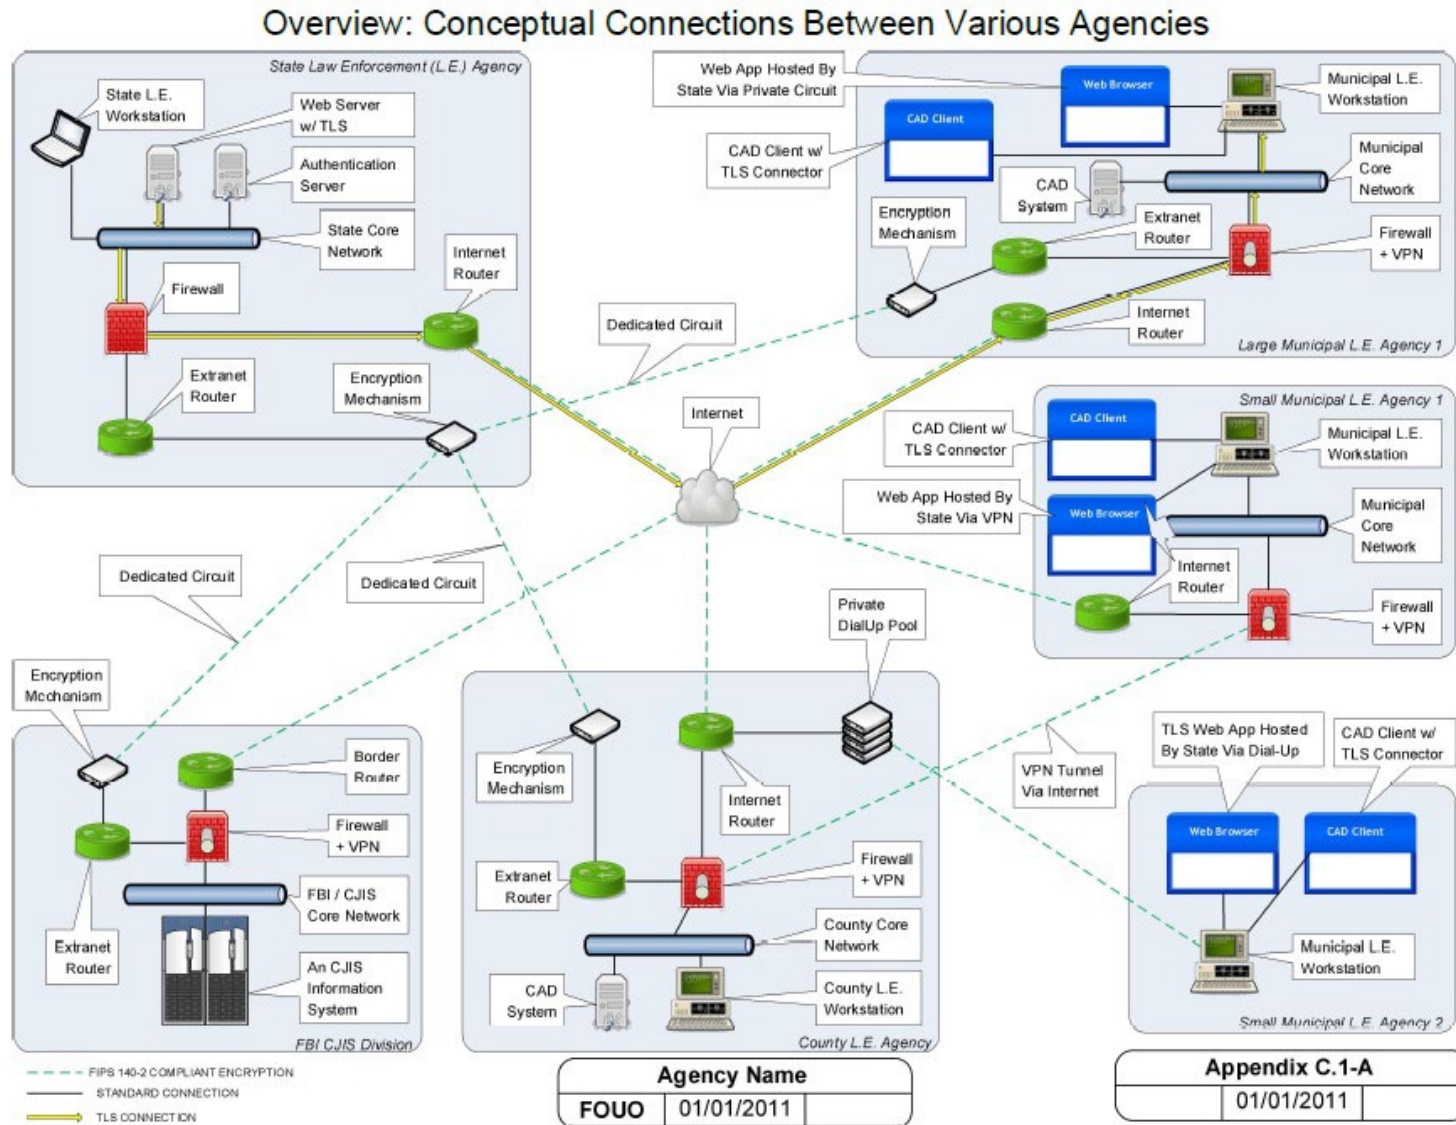 Overview: Conceptual Connections Between Various Agencies
State Law Enforcement (L.E.) Agency
State L.E.
Workstation
Web Server
w/ TLS
Authentication
Server
State Core
Network
Internet
Router
Firewall
Extranet
Router
Encryption
Mechanism
Dedicated Circuit
Web App Hosted By
State Via Private Circuit
Web Browser
Municipal L.E.
Workstation
CAD Client
CAD Client w/
TLS Connector
CAD
System
Municipal
Core
Network
Encryption
Mechanism
Extranet
Router
Firewall
+ VPN
Internet
Router
Large Municipal L.E. Agency 1
Internet
Small Municipal L.E. Agency 1
CAD Client w/
TLS Connector
CAD Client
Municipal L.E.
Workstation
Web App Hosted By
State Via VPN
Web Browser
Municipal
Core
Network
Internet
Router
Firewall
+ VPN
Dedicated Circuit
Dedicated Circuit
Private
DialUp Pool
Encryption
Mechanism
Border
Router
Firewall
+ VPN
FBI / CJIS
Core Network
Extranet
Router
An CJIS
Information
System
FBI CJIS Division
Encryption
Mechanism
Internet
Router
Extranet
Router
Firewall
+ VPN
County Core
Network
CAD
System
County L.E.
Workstation
County L.E. Agency
VPN Tunnel
Via Internet
TLS Web App Hosted
By State Via Dial-Up
CAD Client w/
TLS Connector
Web Browser
CAD Client
Municipal L.E.
Workstation
Small Municipal L.E. Agency 2
FIPS 140-2 COMPLIANT ENCRYPTION
STANDARD CONNECTION
TLS CONNECTION
Agency Name
FOUO 01/01/2011
Appendix C.1-A
01/01/2011